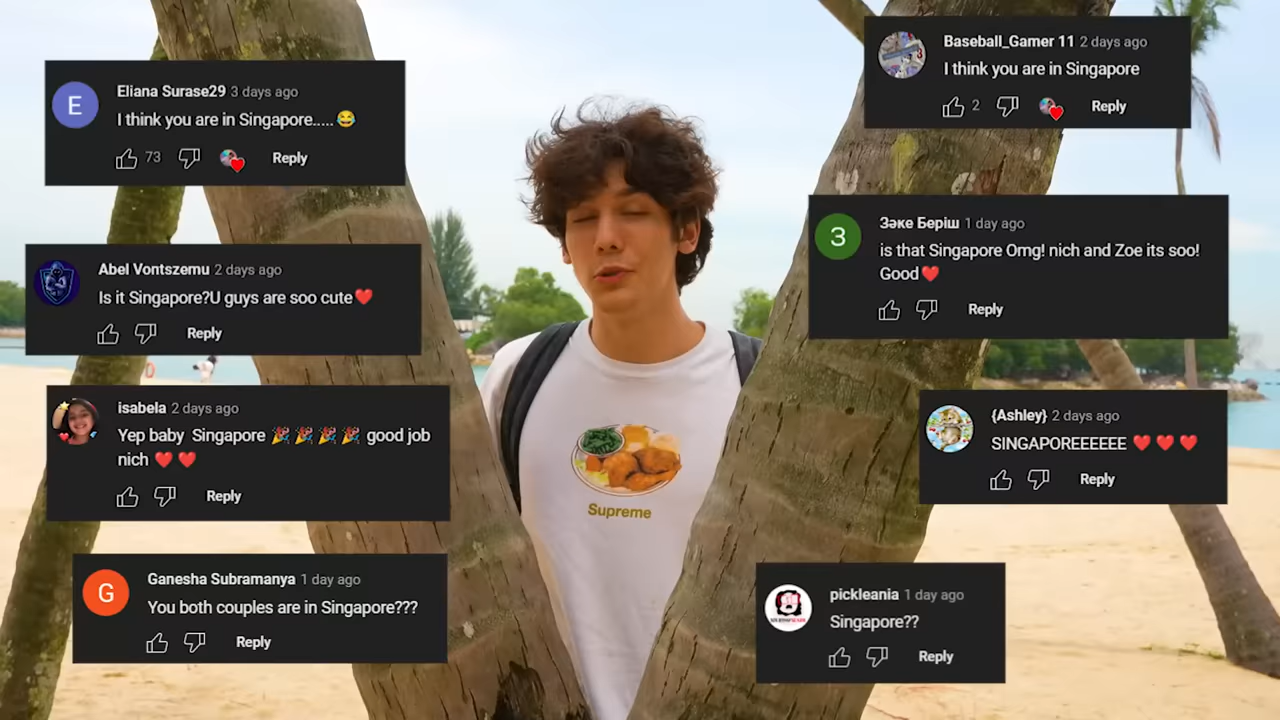 Eliana Surase29 3 days ago
I think you are in Singapore.....😂
73 Reply
Abel Vontszemu 2 days ago
Is it Singapore?U guys are soo cute❤️
Reply
isabela 2 days ago
Yep baby Singapore 🎉🎉🎉🎉 good job
nich ❤️❤️
Reply
G
Ganesha Subramanya 1 day ago
You both couples are in Singapore???
Reply
E
Supreme
Baseball_Gamer 11 2 days ago
I think you are in Singapore
2 Reply
З
Зәке Беріш 1 day ago
is that Singapore Omg! nich and Zoe its soo!
Good❤️
Reply
{Ashley} 2 days ago
SINGAPOREEEEEE ❤️❤️❤️
Reply
pickleania 1 day ago
Singapore??
Reply